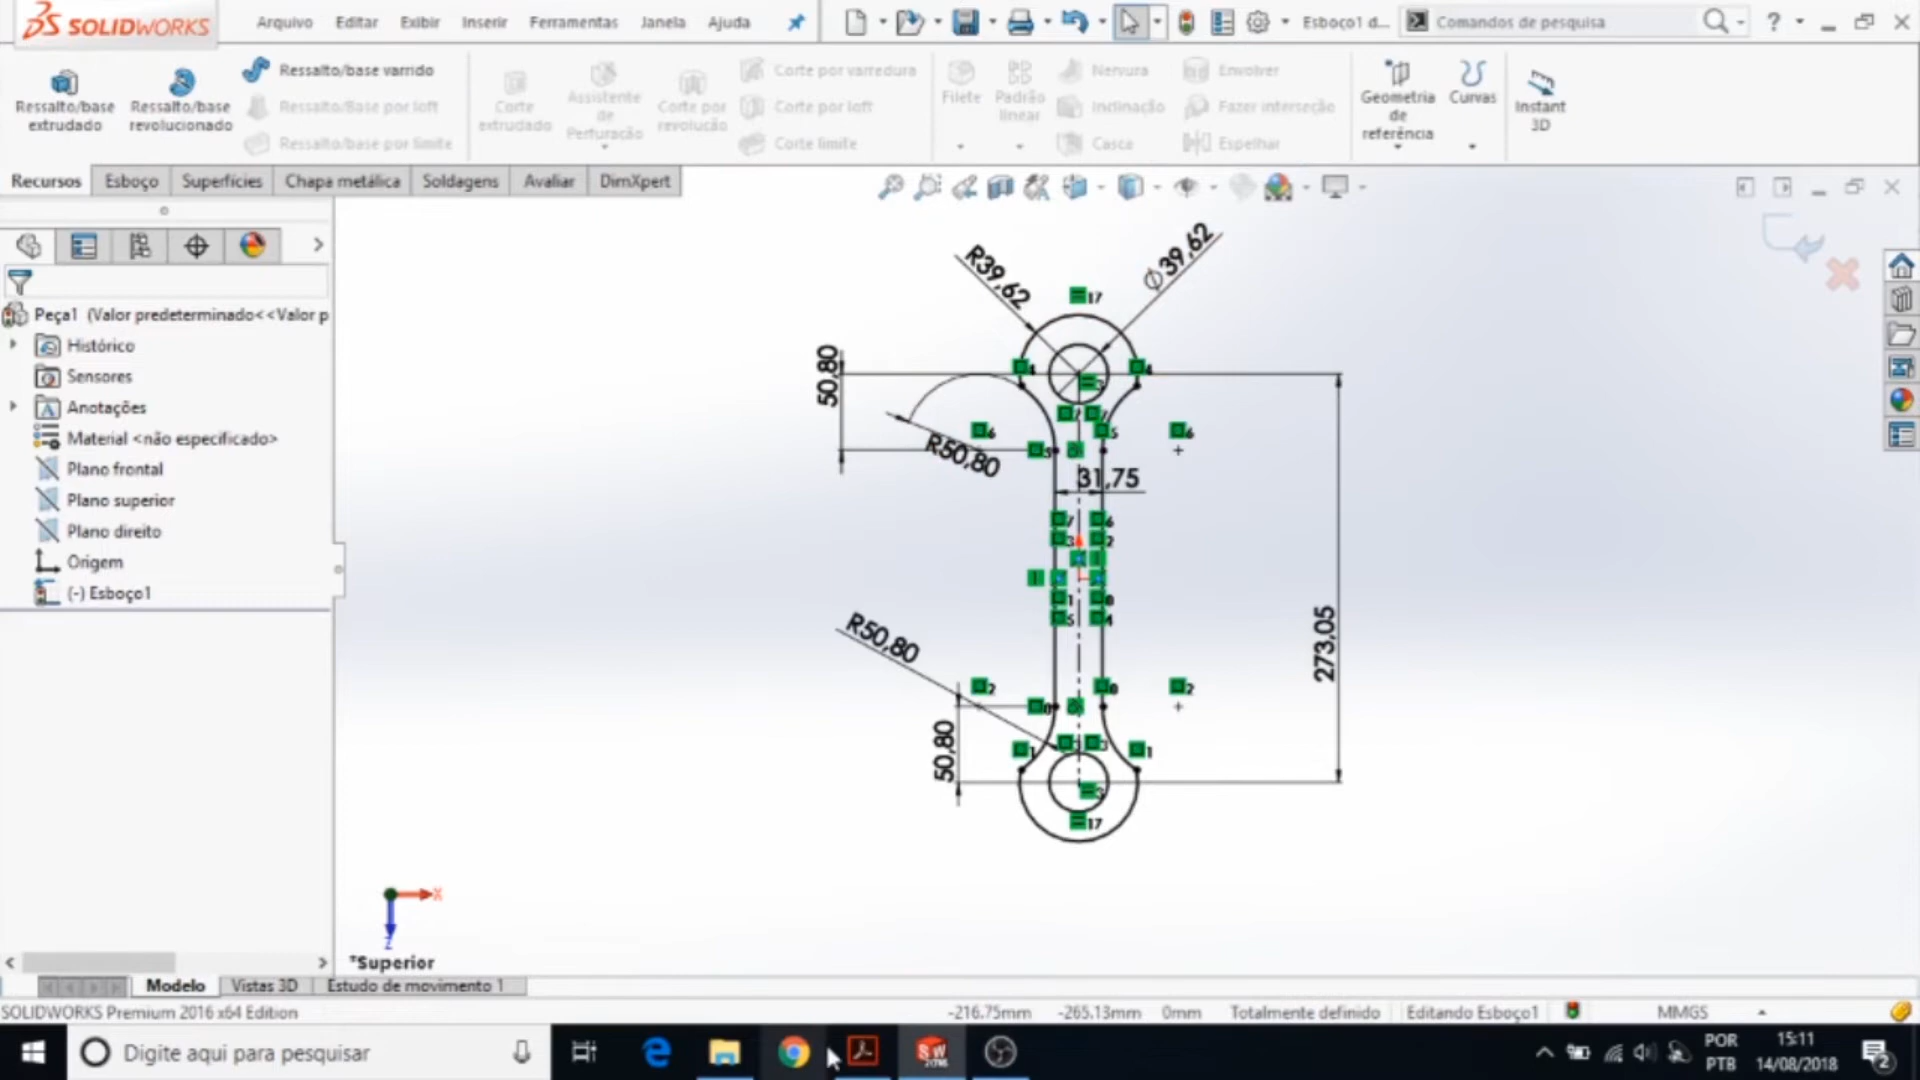 SOLIDWORKS
Arquivo Editar Exibir Inserir Ferramentas Janela Ajuda
Esboço1 d...
Comandos de pesquisa
?
Ressalto/base extrudado
Ressalto/base revolucionado
Ressalto/base varrido
Ressalto/Base por loft
Ressalto/base por limite
Corte extrudado
Assistente de Perfuração
Corte por revolução
Corte por varredura
Corte por loft
Corte limite
Filete
Padrão linear
Nervura
Inclinação
Casca
Envolver
Fazer interseção
Espelhar
Geometria de referência
Curvas
Instant 3D
Recursos Esboço Superfícies Chapa metálica Soldagens Avaliar DimXpert
Peça1 (Valor predeterminado<<Valor p
Histórico
Sensores
Anotações
Material <não especificado>
Plano frontal
Plano superior
Plano direito
Origem
(-) Esboço1
R39,62
Ø39,62
17
50,80
R50,80
31,75
273,05
R50,80
50,80
17
X
Z
*Superior
Modelo Vistas 3D Estudo de movimento 1
SOLIDWORKS Premium 2016 x64 Edition
-216.75mm -265.13mm 0mm Totalmente definido Editando Esboço1 MMGS
Digite aqui para pesquisar
POR
PTB
15:11
14/08/2018
2